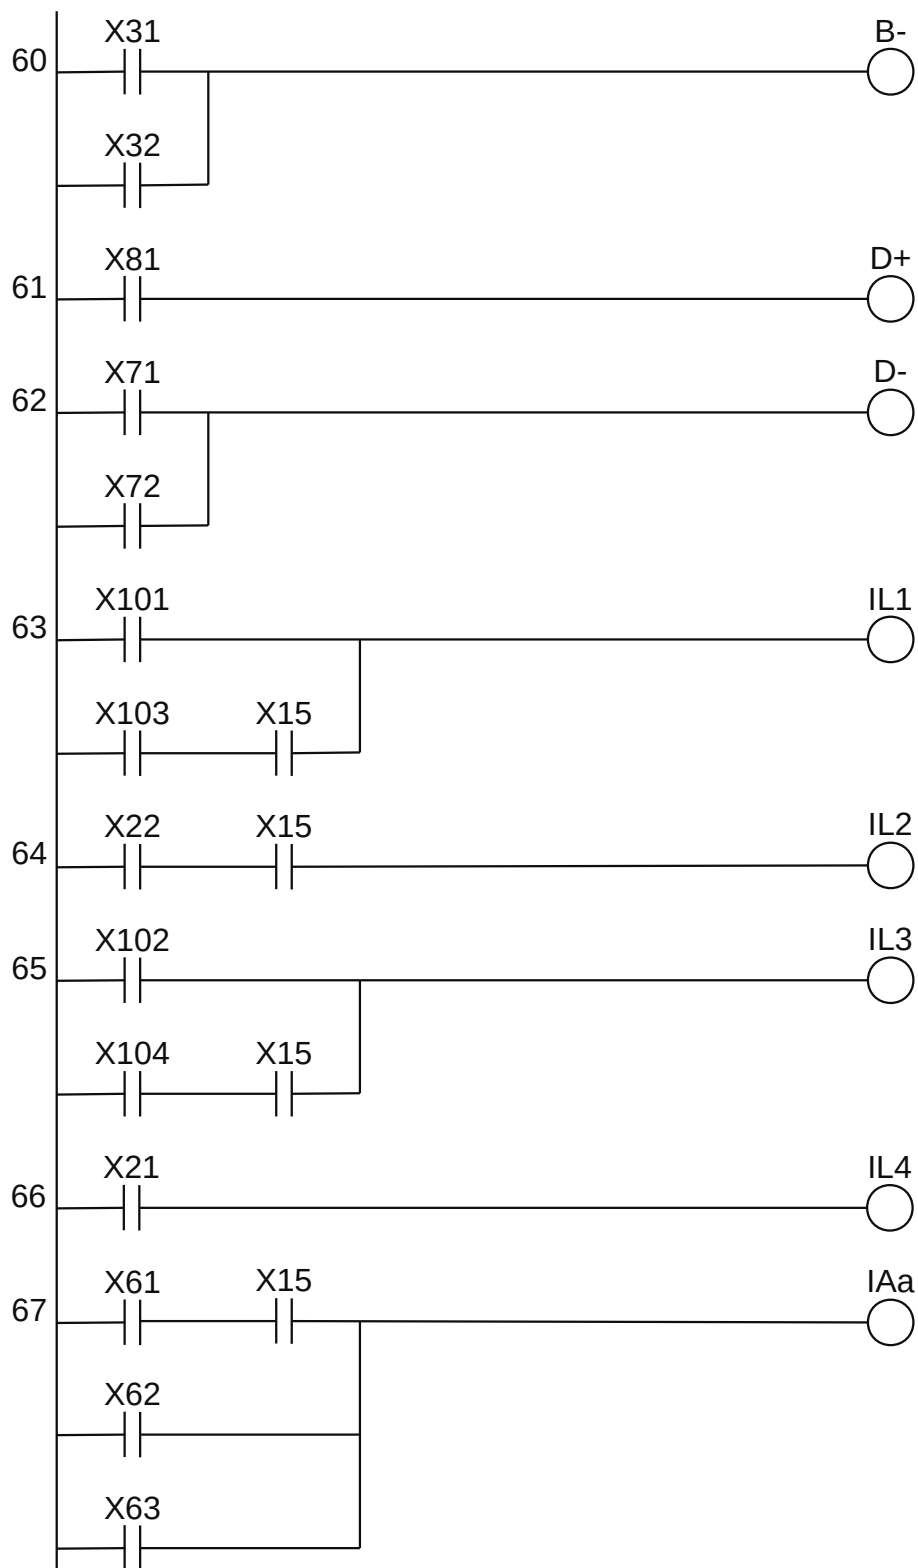 X31 B-
60
X32
X81 D+
61
X71 D-
62
X72
X101 IL1
63
X103 X15
X22 X15 IL2
64
X102 IL3
65
X104 X15
X21 IL4
66
X61 X15 IAa
67
X62
X63